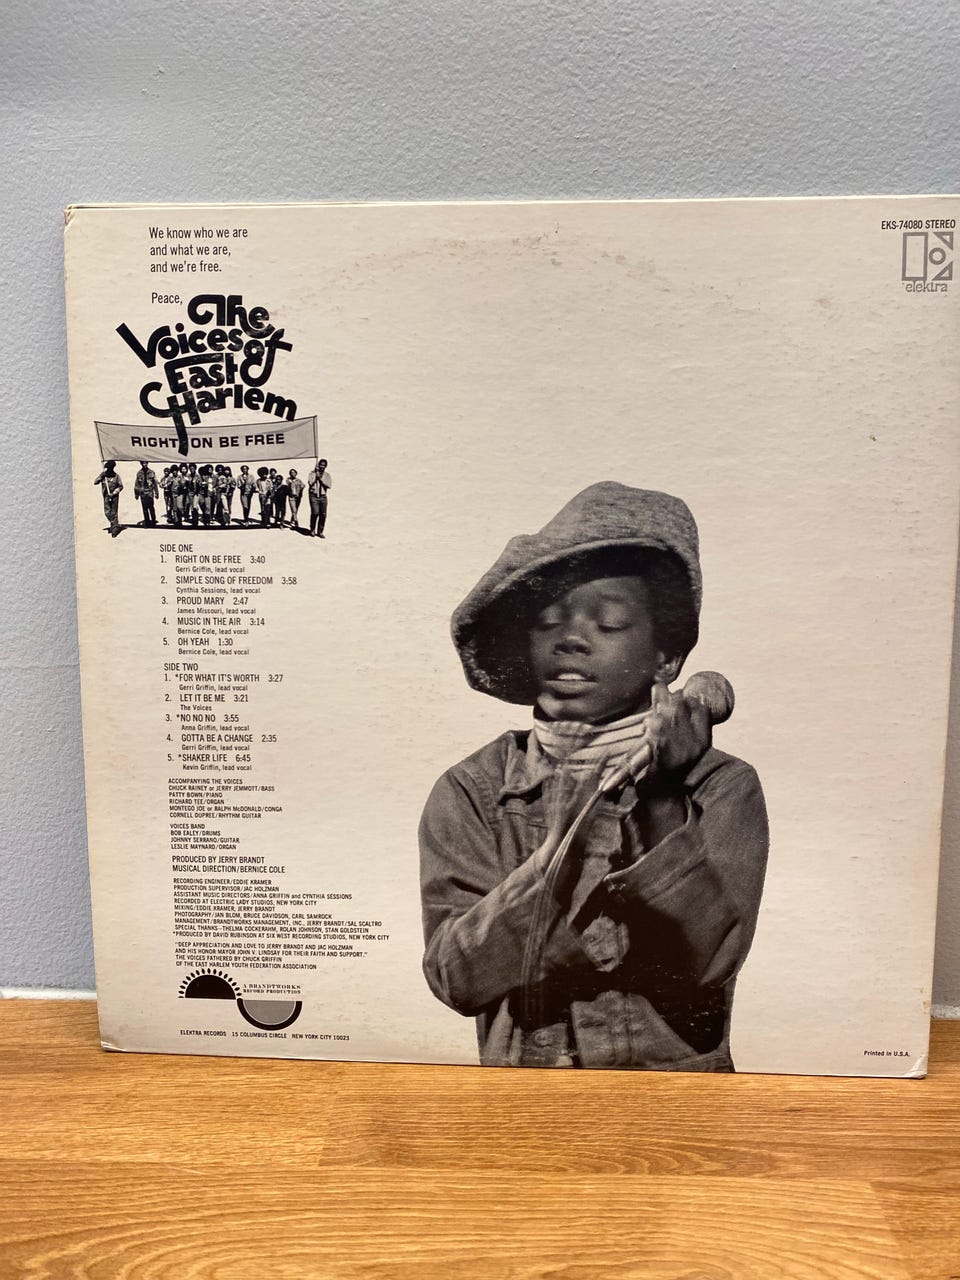 We know who we are
and what we are,
and we're free.
Peace,
The
Voices of
East
Harlem
RIGHT ON BE FREE
SIDE ONE
1. RIGHT ON BE FREE 3:40
Gerri Griffin, lead vocal
2. SIMPLE SONG OF FREEDOM 3:58
Cynthia Sessions, lead vocal
3. PROUD MARY 2:47
James Missouri, lead vocal
4. MUSIC IN THE AIR 3:14
Bernice Cole, lead vocal
5. OH YEAH 1:30
Bernice Cole, lead vocal
SIDE TWO
1. *FOR WHAT IT'S WORTH 3:27
Gerri Griffin, lead vocal
2. LET IT BE ME 3:21
The Voices
3. *NO NO NO 3:55
Anna Griffin, lead vocal
4. GOTTA BE A CHANGE 2:35
Gerri Griffin, lead vocal
5. *SHAKER LIFE 6:45
Kevin Griffin, lead vocal
ACCOMPANYING THE VOICES
CHUCK RAINEY or JERRY JEMMOTT/BASS
PATTY BOWN/PIANO
RICHARD TEE/ORGAN
MONTEGO JOE or RALPH McDONALD/CONGA
CORNELL DUPREE/RHYTHM GUITAR
VOICES BAND
BOB EALEY/DRUMS
JOHNNY SERRANO/GUITAR
LESLIE MAYNARD/ORGAN
PRODUCED BY JERRY BRANDT
MUSICAL DIRECTION/BERNICE COLE
RECORDING ENGINEER/EDDIE KRAMER
PRODUCTION SUPERVISOR/JAC HOLZMAN
ASSISTANT MUSIC DIRECTORS/ANNA GRIFFIN and CYNTHIA SESSIONS
RECORDED AT ELECTRIC LADY STUDIOS, NEW YORK CITY
MIXING/EDDIE KRAMER, JERRY BRANDT
PHOTOGRAPHY/JAN BLOM, BRUCE DAVIDSON, CARL SAMROCK
MANAGEMENT/BRANDTWORKS MANAGEMENT, INC., JERRY BRANDT/SAL SCALTRO
SPECIAL THANKS—THELMA COCKERAHM, ROLAN JOHNSON, STAN GOLDSTEIN
*PRODUCED BY DAVID RUBINSON AT SIX WEST RECORDING STUDIOS, NEW YORK CITY
"DEEP APPRECIATION AND LOVE TO JERRY BRANDT AND JAC HOLZMAN
AND HIS HONOR MAYOR JOHN V. LINDSAY FOR THEIR FAITH AND SUPPORT."
THE VOICES FATHERED BY CHUCK GRIFFIN
OF THE EAST HARLEM YOUTH FEDERATION ASSOCIATION
A BRANDTWORKS
RECORD PRODUCTION
ELEKTRA RECORDS 15 COLUMBUS CIRCLE NEW YORK CITY 10023
EKS-74080 STEREO
elektra
Printed in U.S.A.